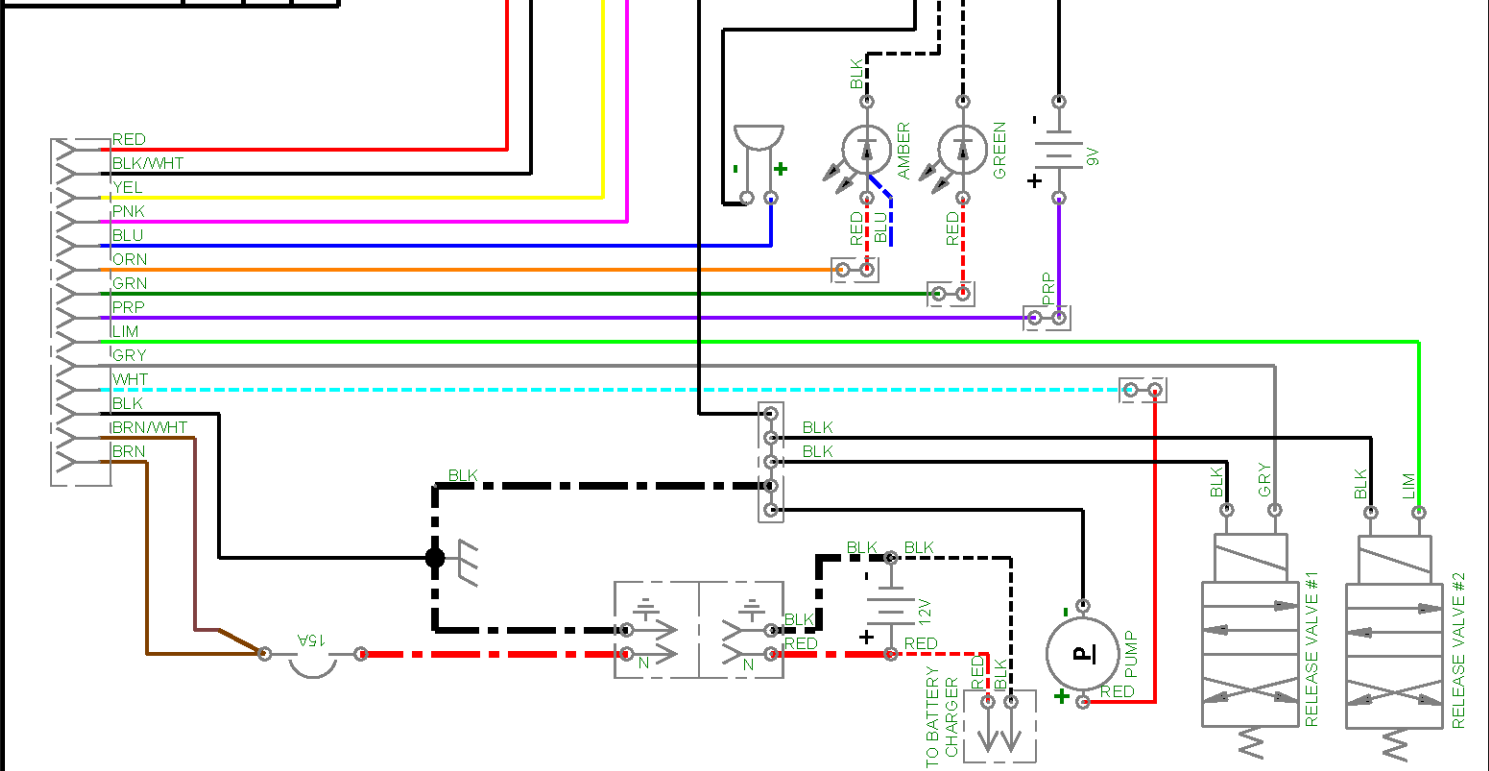 RED
BLK/WHT
YEL
PNK
BLU
ORN
GRN
PRP
LIM
GRY
WHT
BLK
BRN/WHT
BRN
BLK
AMBER
GREEN
-
9V
+
- +
RED
BLU
RED
PRP
BLK
BLK
BLK
GRY
BLK
LIM
BLK
BLK BLK
-
12V
+
BLK
RED
RED
N
N
15A
RED
BLK
TO BATTERY
CHARGER
-
P
PUMP
+
RED
RELEASE VALVE #1
RELEASE VALVE #2